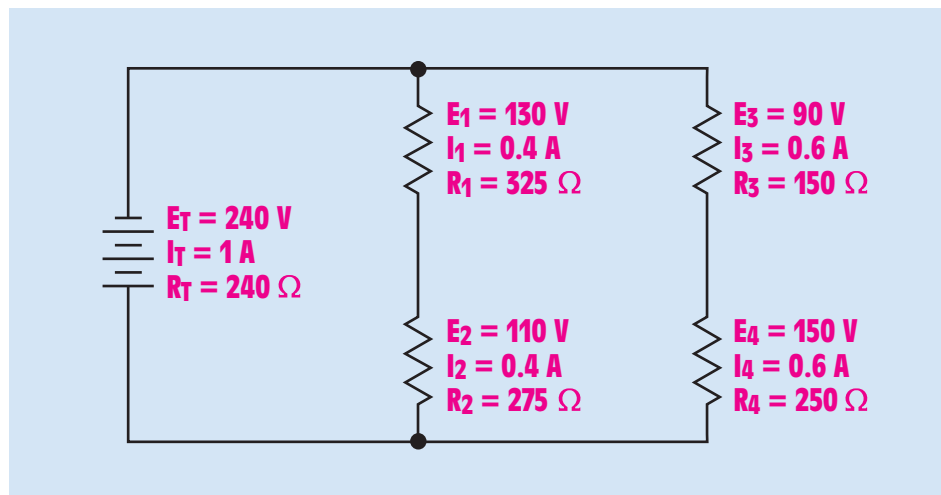 E1 = 130 V
I1 = 0.4 A
R1 = 325 Ω
E3 = 90 V
I3 = 0.6 A
R3 = 150 Ω
ET = 240 V
IT = 1 A
RT = 240 Ω
E2 = 110 V
I2 = 0.4 A
R2 = 275 Ω
E4 = 150 V
I4 = 0.6 A
R4 = 250 Ω